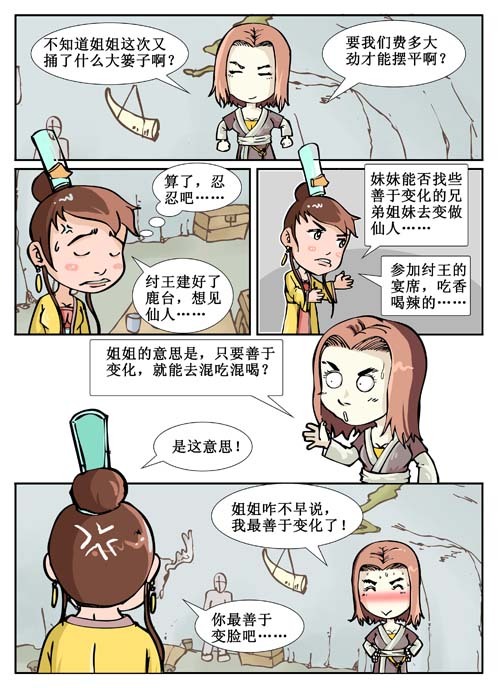 不知道姐姐这次又
捅了什么大篓子啊？
要我们费多大
劲才能摆平啊？
算了，忍
忍吧……
纣王建好了
鹿台，想见
仙人……
妹妹能否找些
善于变化的兄
弟姐妹去变做
仙人……
参加纣王的
宴席，吃香
喝辣的……
姐姐的意思是，只要善于
变化，就能去混吃混喝？
是这意思！
姐姐咋不早说，
我最善于变化了！
你最善于
变脸吧……